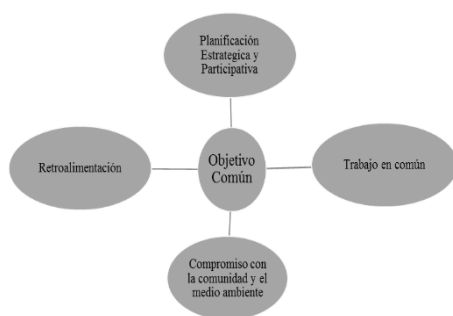 Planificación
Estrategica y
Participativa
Retroalimentación
Objetivo
Común
Trabajo en común
Compromiso con
la comunidad y el
medio ambiente